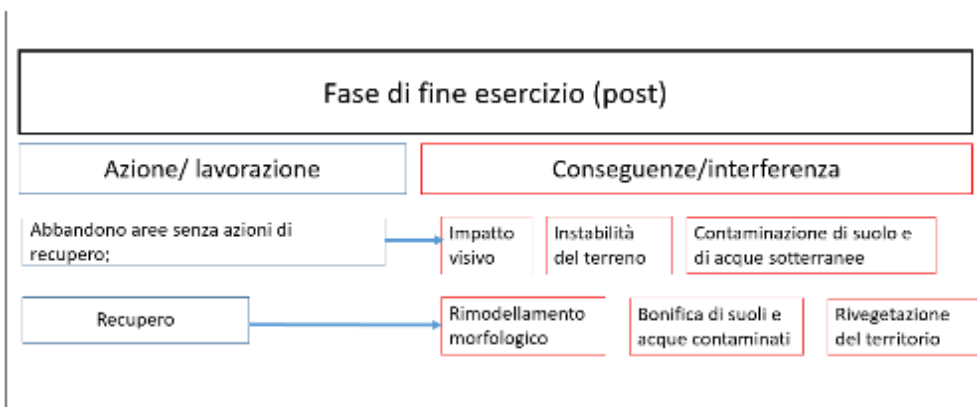 Fase di fine esercizio (post)
Azione/ lavorazione
Conseguenze/interferenza
Abbandono aree senza azioni di
recupero;
Impatto
visivo
Instabilità
del terreno
Contaminazione di suolo e
di acque sotterranee
Recupero
Rimodellamento
morfologico
Bonifica di suoli e
acque contaminati
Rivegetazione
del territorio